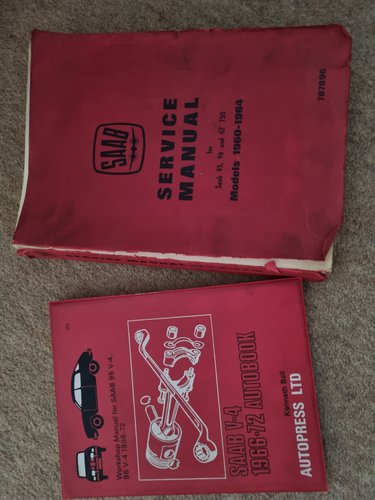 SAAB
SERVICE
MANUAL
for
Saab 95, 96 and GT 750
Models 1960-1964
787896
Workshop Manual for SAAB 95 V-4,
96 V-4 1966-72
SAAB V-4
1966-72 AUTOBOOK
Kenneth Ball
AUTOPRESS LTD